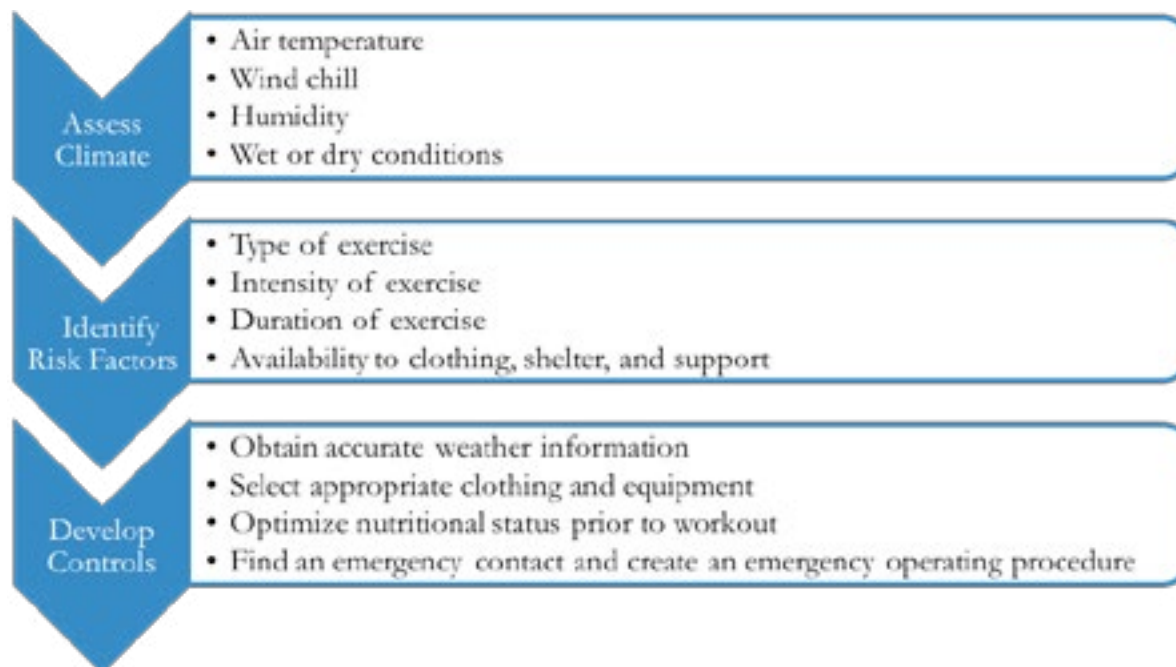 Assess
Climate
• Air temperature
• Wind chill
• Humidity
• Wet or dry conditions
Identify
Risk Factors
• Type of exercise
• Intensity of exercise
• Duration of exercise
• Availability to clothing, shelter, and support
Develop
Controls
• Obtain accurate weather information
• Select appropriate clothing and equipment
• Optimize nutritional status prior to workout
• Find an emergency contact and create an emergency operating procedure